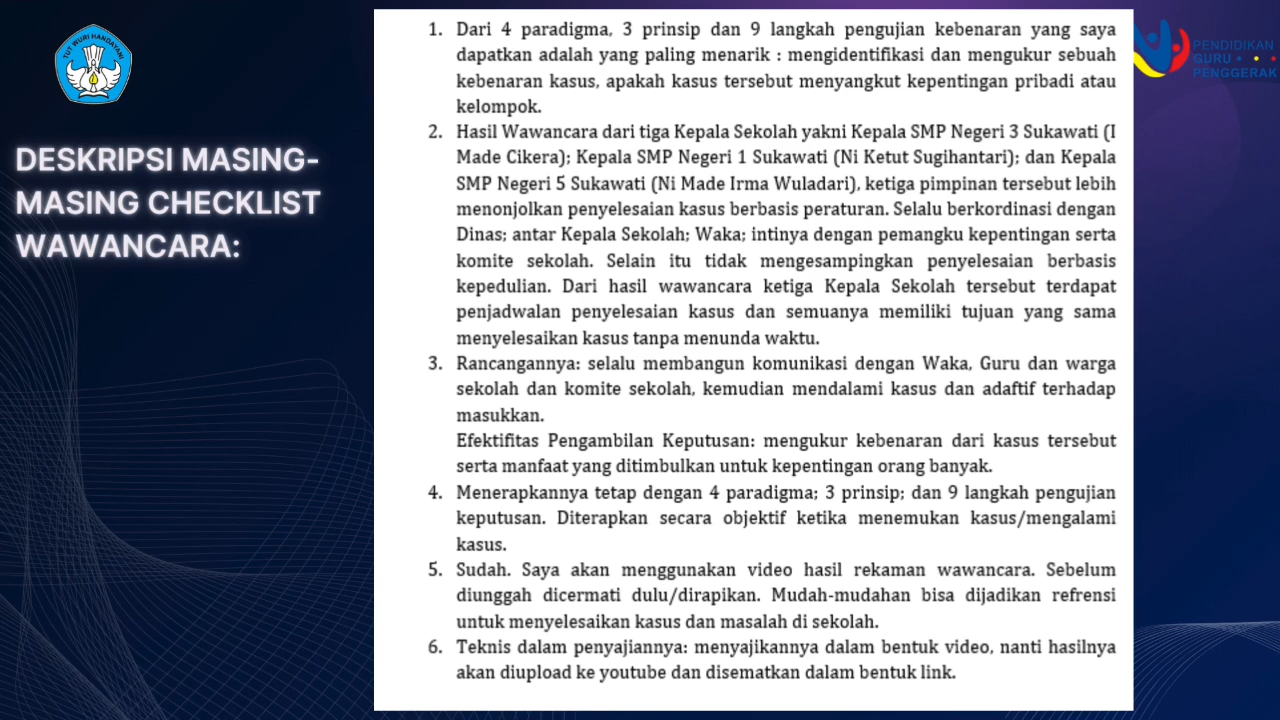 TUT WURI HANDAYANI
PENDIDIKAN
GURU
PENGGERAK
DESKRIPSI MASING-
MASING CHECKLIST
WAWANCARA:
1. Dari 4 paradigma, 3 prinsip dan 9 langkah pengujian kebenaran yang saya
dapatkan adalah yang paling menarik : mengidentifikasi dan mengukur sebuah
kebenaran kasus, apakah kasus tersebut menyangkut kepentingan pribadi atau
kelompok.
2. Hasil Wawancara dari tiga Kepala Sekolah yakni Kepala SMP Negeri 3 Sukawati (I
Made Cikera); Kepala SMP Negeri 1 Sukawati (Ni Ketut Sugihantari); dan Kepala
SMP Negeri 5 Sukawati (Ni Made Irma Wuladari), ketiga pimpinan tersebut lebih
menonjolkan penyelesaian kasus berbasis peraturan. Selalu berkordinasi dengan
Dinas; antar Kepala Sekolah; Waka; intinya dengan pemangku kepentingan serta
komite sekolah. Selain itu tidak mengesampingkan penyelesaian berbasis
kepedulian. Dari hasil wawancara ketiga Kepala Sekolah tersebut terdapat
penjadwalan penyelesaian kasus dan semuanya memiliki tujuan yang sama
menyelesaikan kasus tanpa menunda waktu.
3. Rancangannya: selalu membangun komunikasi dengan Waka, Guru dan warga
sekolah dan komite sekolah, kemudian mendalami kasus dan adaftif terhadap
masukkan.
Efektifitas Pengambilan Keputusan: mengukur kebenaran dari kasus tersebut
serta manfaat yang ditimbulkan untuk kepentingan orang banyak.
4. Menerapkannya tetap dengan 4 paradigma; 3 prinsip; dan 9 langkah pengujian
keputusan. Diterapkan secara objektif ketika menemukan kasus/mengalami
kasus.
5. Sudah. Saya akan menggunakan video hasil rekaman wawancara. Sebelum
diunggah dicermati dulu/dirapikan. Mudah-mudahan bisa dijadikan refrensi
untuk menyelesaikan kasus dan masalah di sekolah.
6. Teknis dalam penyajiannya: menyajikannya dalam bentuk video, nanti hasilnya
akan diupload ke youtube dan disematkan dalam bentuk link.